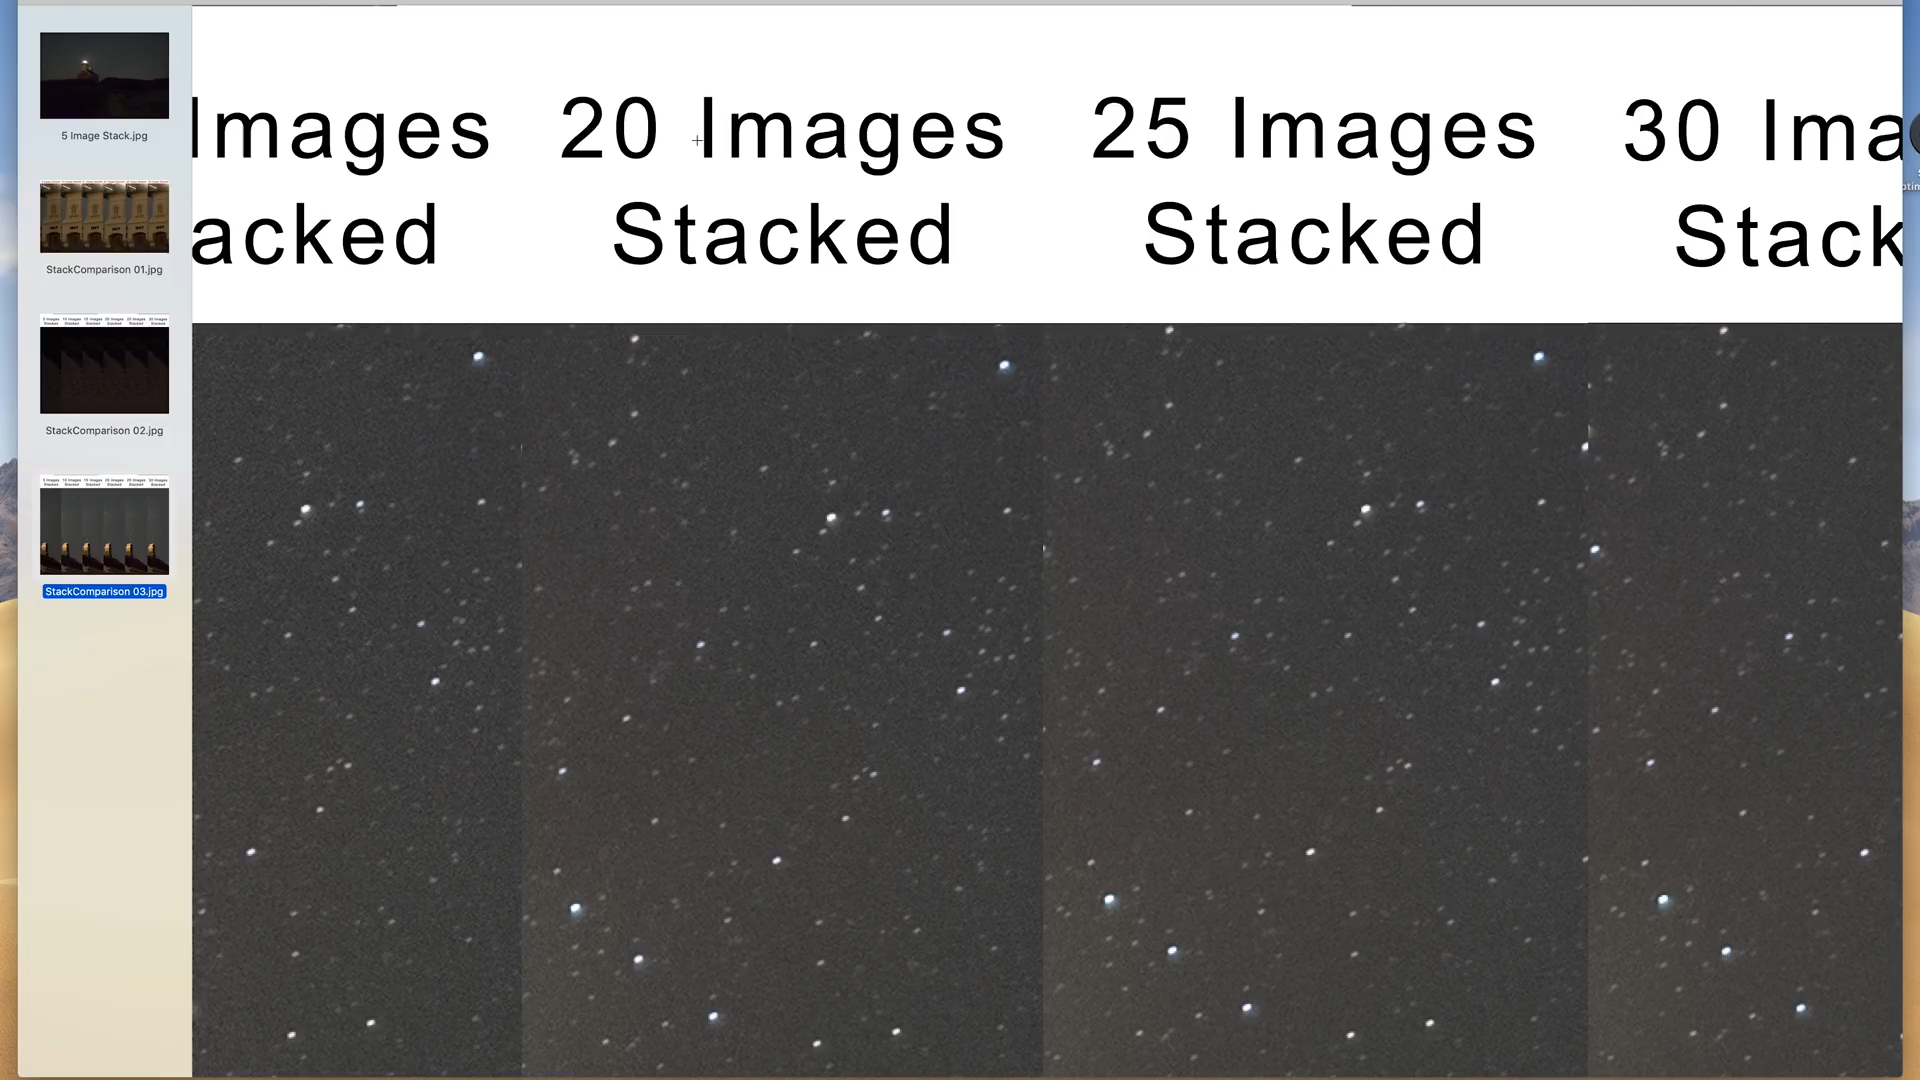 Images
acked
20 Images
Stacked
25 Images
Stacked
30 Ima
Stack
5 Image Stack.jpg
StackComparison 01.jpg
StackComparison 02.jpg
StackComparison 03.jpg